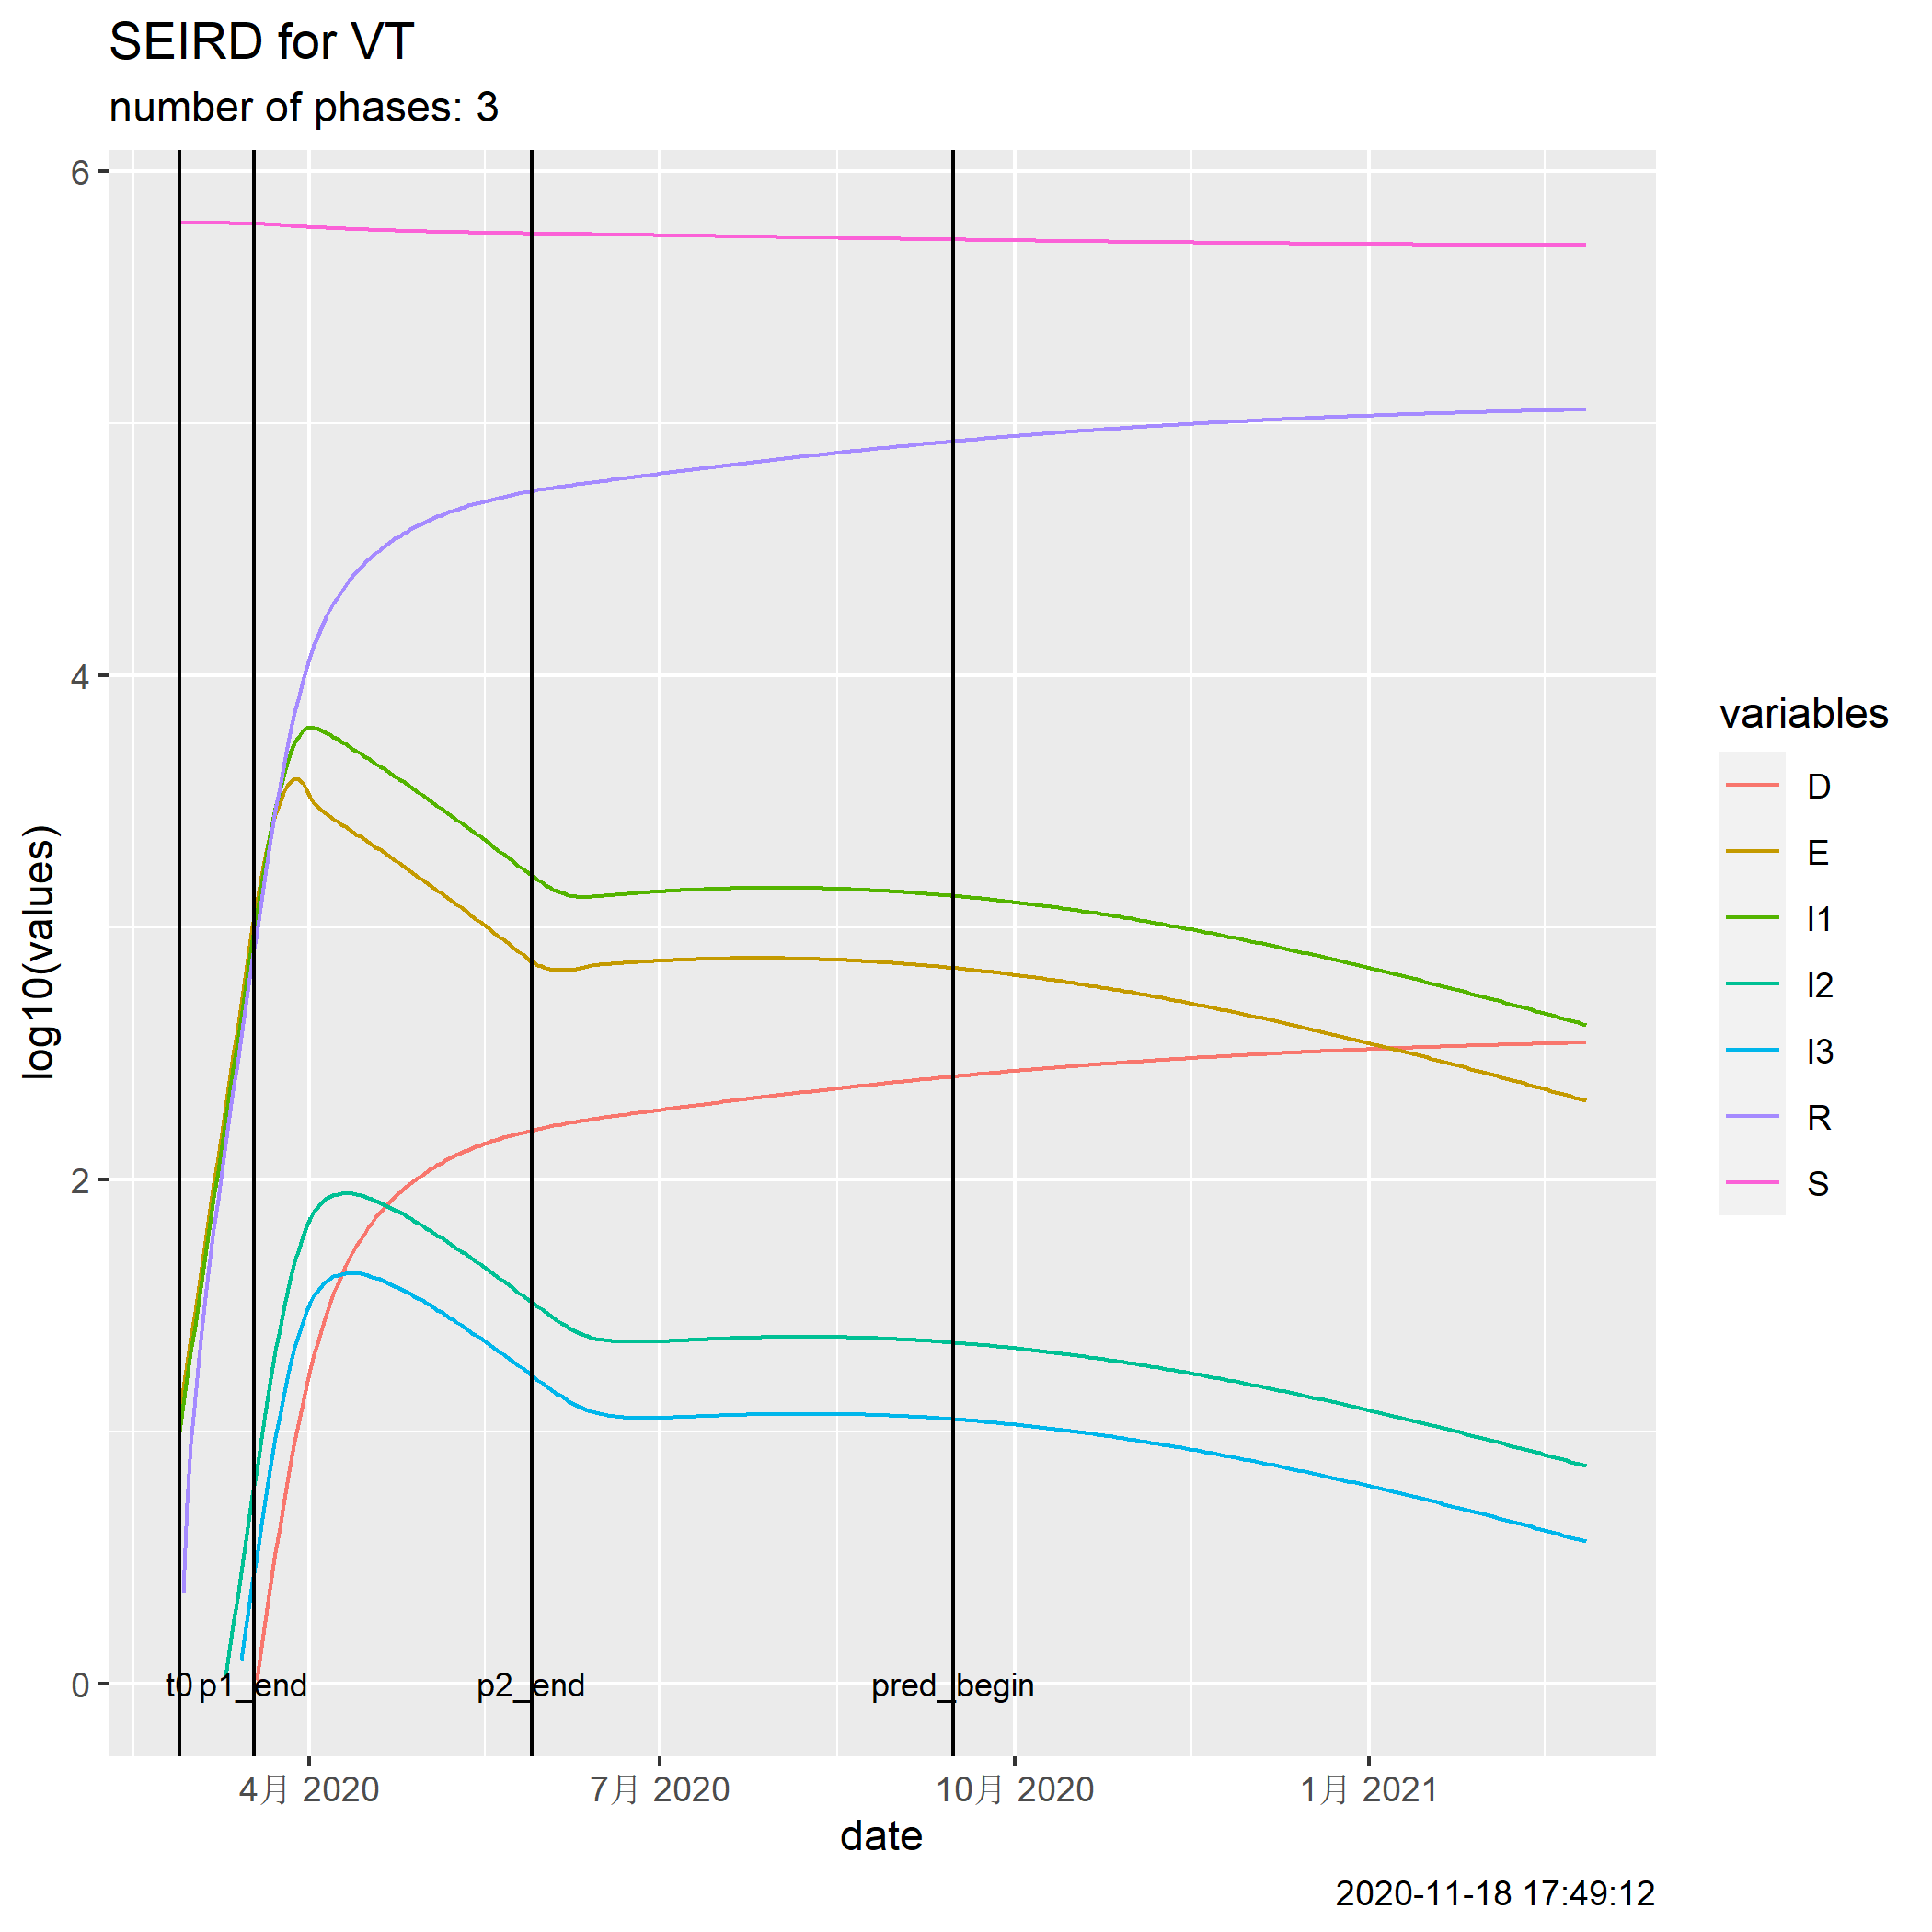 SEIRD for VT
number of phases: 3
6
4
2
0
log10(values)
t0 p1_end p2_end pred_begin
4月 2020 7月 2020 10月 2020 1月 2021
date
variables
D
E
I1
I2
I3
R
S
2020-11-18 17:49:12